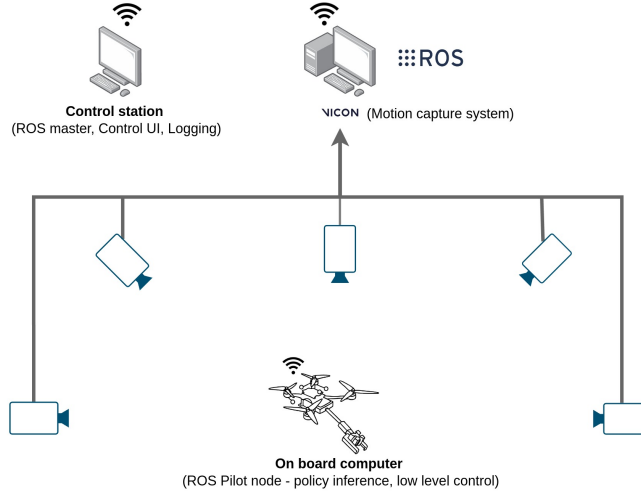 ROS
Control station
(ROS master, Control UI, Logging)
VICON (Motion capture system)
On board computer
(ROS Pilot node - policy inference, low level control)